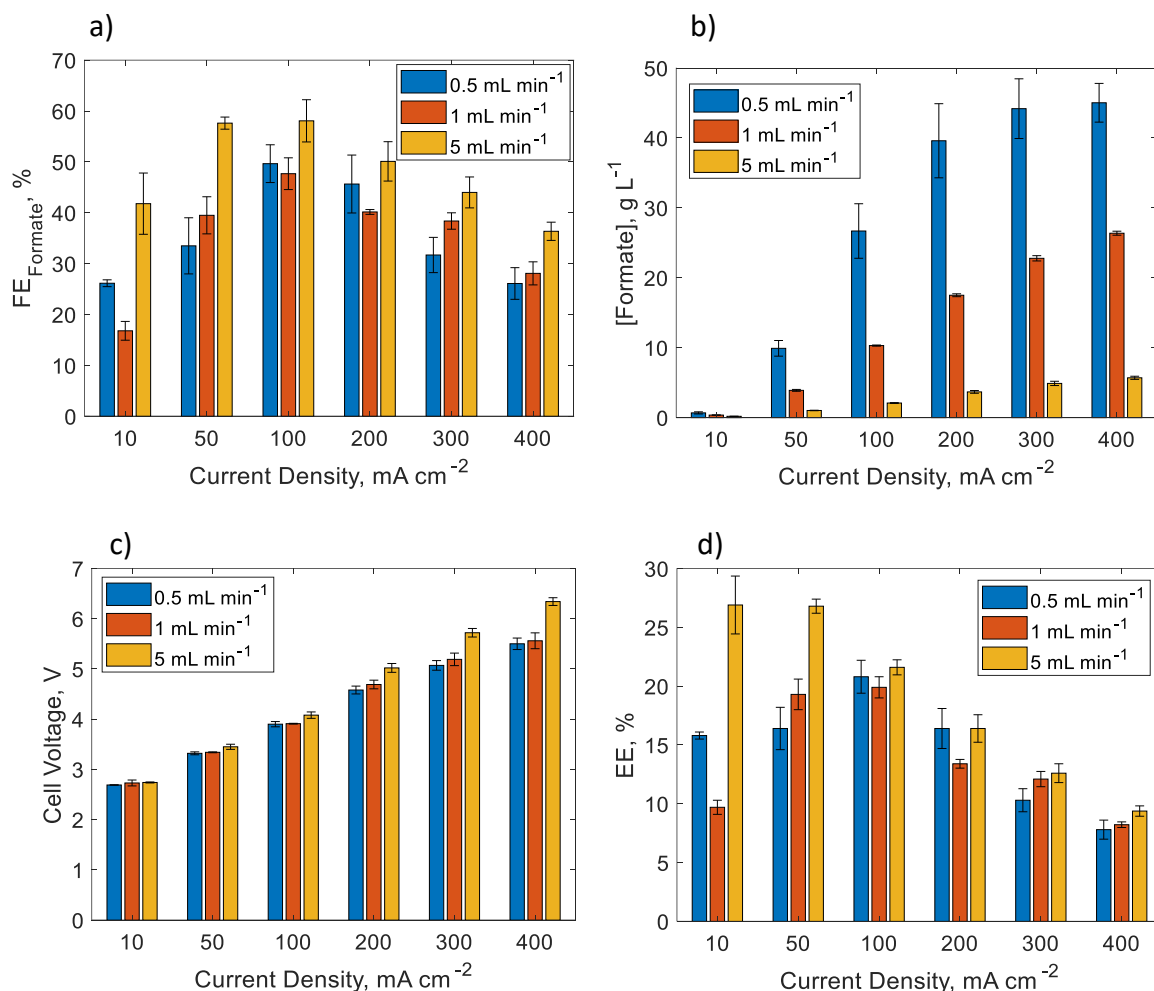 a)
70
60
50
40
30
20
10
0
FE_Formate, %
0.5 mL min⁻¹
1 mL min⁻¹
5 mL min⁻¹
10 50 100 200 300 400
Current Density, mA cm⁻²
b)
50
40
30
20
10
0
[Formate], g L⁻¹
0.5 mL min⁻¹
1 mL min⁻¹
5 mL min⁻¹
10 50 100 200 300 400
Current Density, mA cm⁻²
c)
7
6
5
4
3
2
1
0
Cell Voltage, V
0.5 mL min⁻¹
1 mL min⁻¹
5 mL min⁻¹
10 50 100 200 300 400
Current Density, mA cm⁻²
d)
30
25
20
15
10
5
0
EE, %
0.5 mL min⁻¹
1 mL min⁻¹
5 mL min⁻¹
10 50 100 200 300 400
Current Density, mA cm⁻²